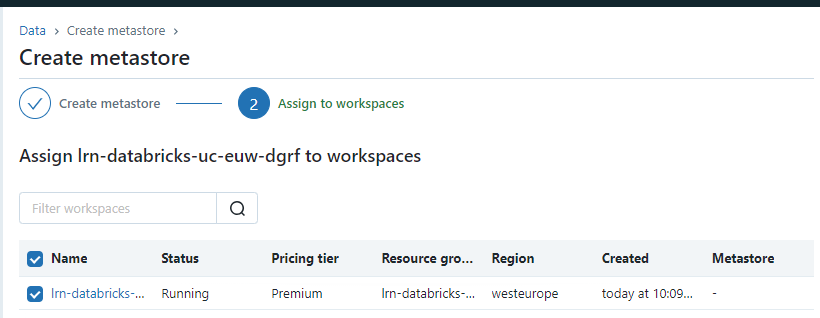 Data > Create metastore >
Create metastore
Create metastore 2 Assign to workspaces
Assign lrn-databricks-uc-euw-dgrf to workspaces
Filter workspaces
Name Status Pricing tier Resource gro... Region Created Metastore
lrn-databricks-... Running Premium lrn-databricks-... westeurope today at 10:09... -